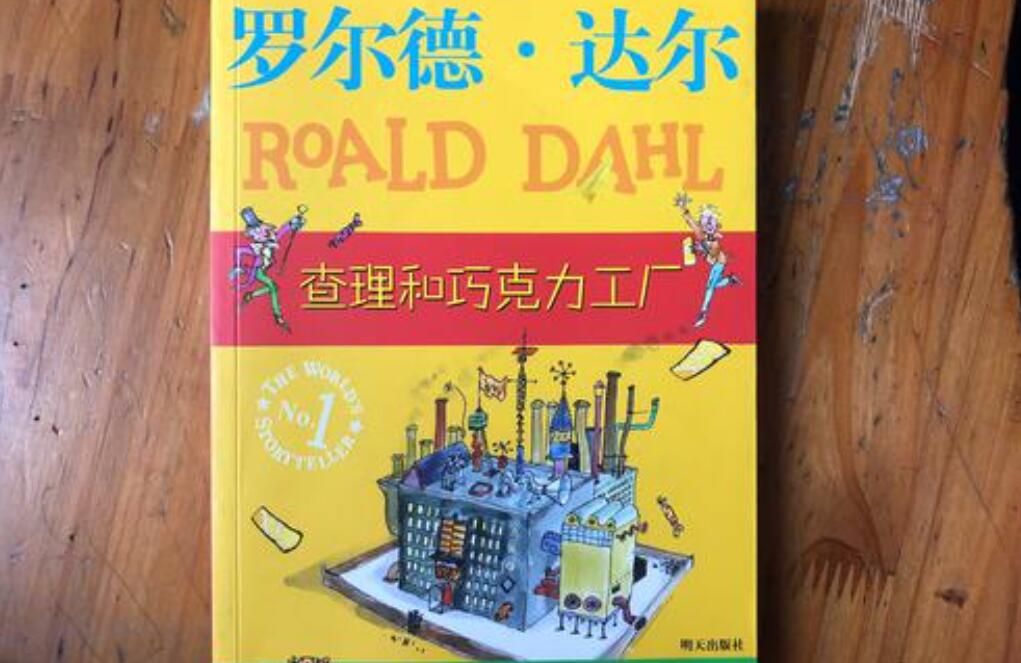 罗尔德·达尔
ROALD DAHL
查理和巧克力工厂
THE WORLD'S
No.1
STORYTELLER
明天出版社